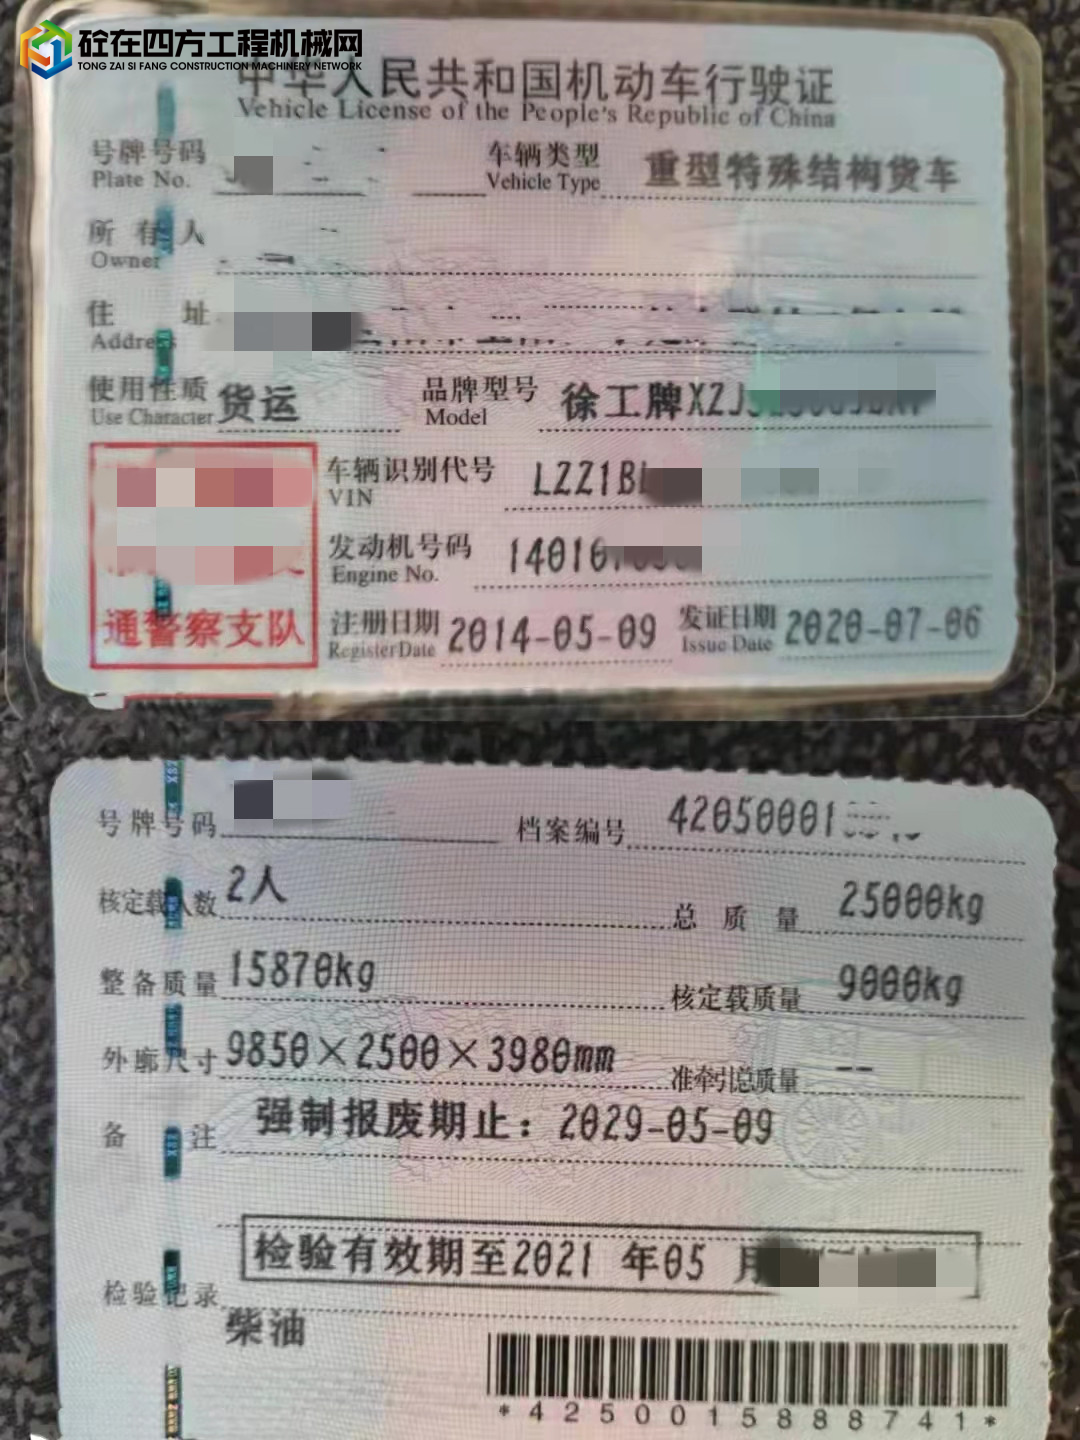 砼在四方工程机械网
TONG ZAI SI FANG CONSTRUCTION MACHINERY NETWORK
中华人民共和国机动车行驶证
Vehicle License of the People's Republic of China
号牌号码 车辆类型 重型特殊结构货车
Plate No. Vehicle Type
所有人
Owner
住址
Address
使用性质 货运 品牌型号 徐工牌XZJ
Use Character Model
车辆识别代号 LZZ1BL
VIN
发动机号码 14010
Engine No.
通警察支队
注册日期 2014-05-09 发证日期 2020-07-06
Register Date Issue Date
号牌号码 档案编号 42050001
核定载人数 2人 总质量 25000kg
整备质量 15870kg 核定载质量 9000kg
外廓尺寸 9850×2500×3980mm 准牵引总质量 --
备注 强制报废期止：2029-05-09
检验有效期至2021 年05 月
检验记录
柴油
*4250015888741*